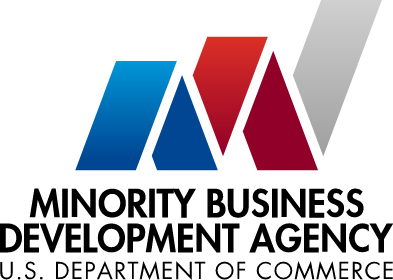 MINORITY BUSINESS
DEVELOPMENT AGENCY
U.S. DEPARTMENT OF COMMERCE